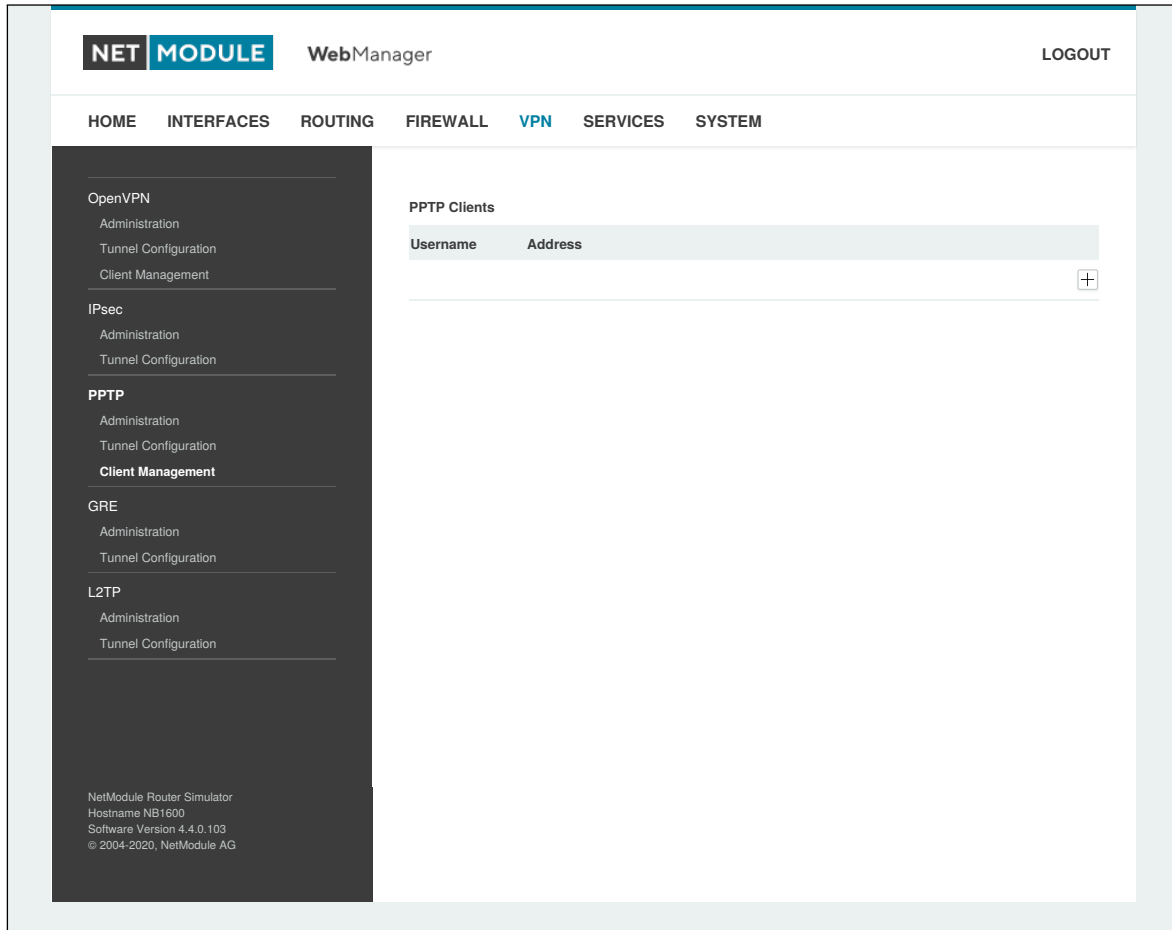 NET MODULE WebManager LOGOUT
HOME INTERFACES ROUTING FIREWALL VPN SERVICES SYSTEM
OpenVPN
Administration
Tunnel Configuration
Client Management
IPsec
Administration
Tunnel Configuration
PPTP
Administration
Tunnel Configuration
Client Management
GRE
Administration
Tunnel Configuration
L2TP
Administration
Tunnel Configuration
NetModule Router Simulator
Hostname NB1600
Software Version 4.4.0.103
© 2004-2020, NetModule AG
PPTP Clients
Username Address